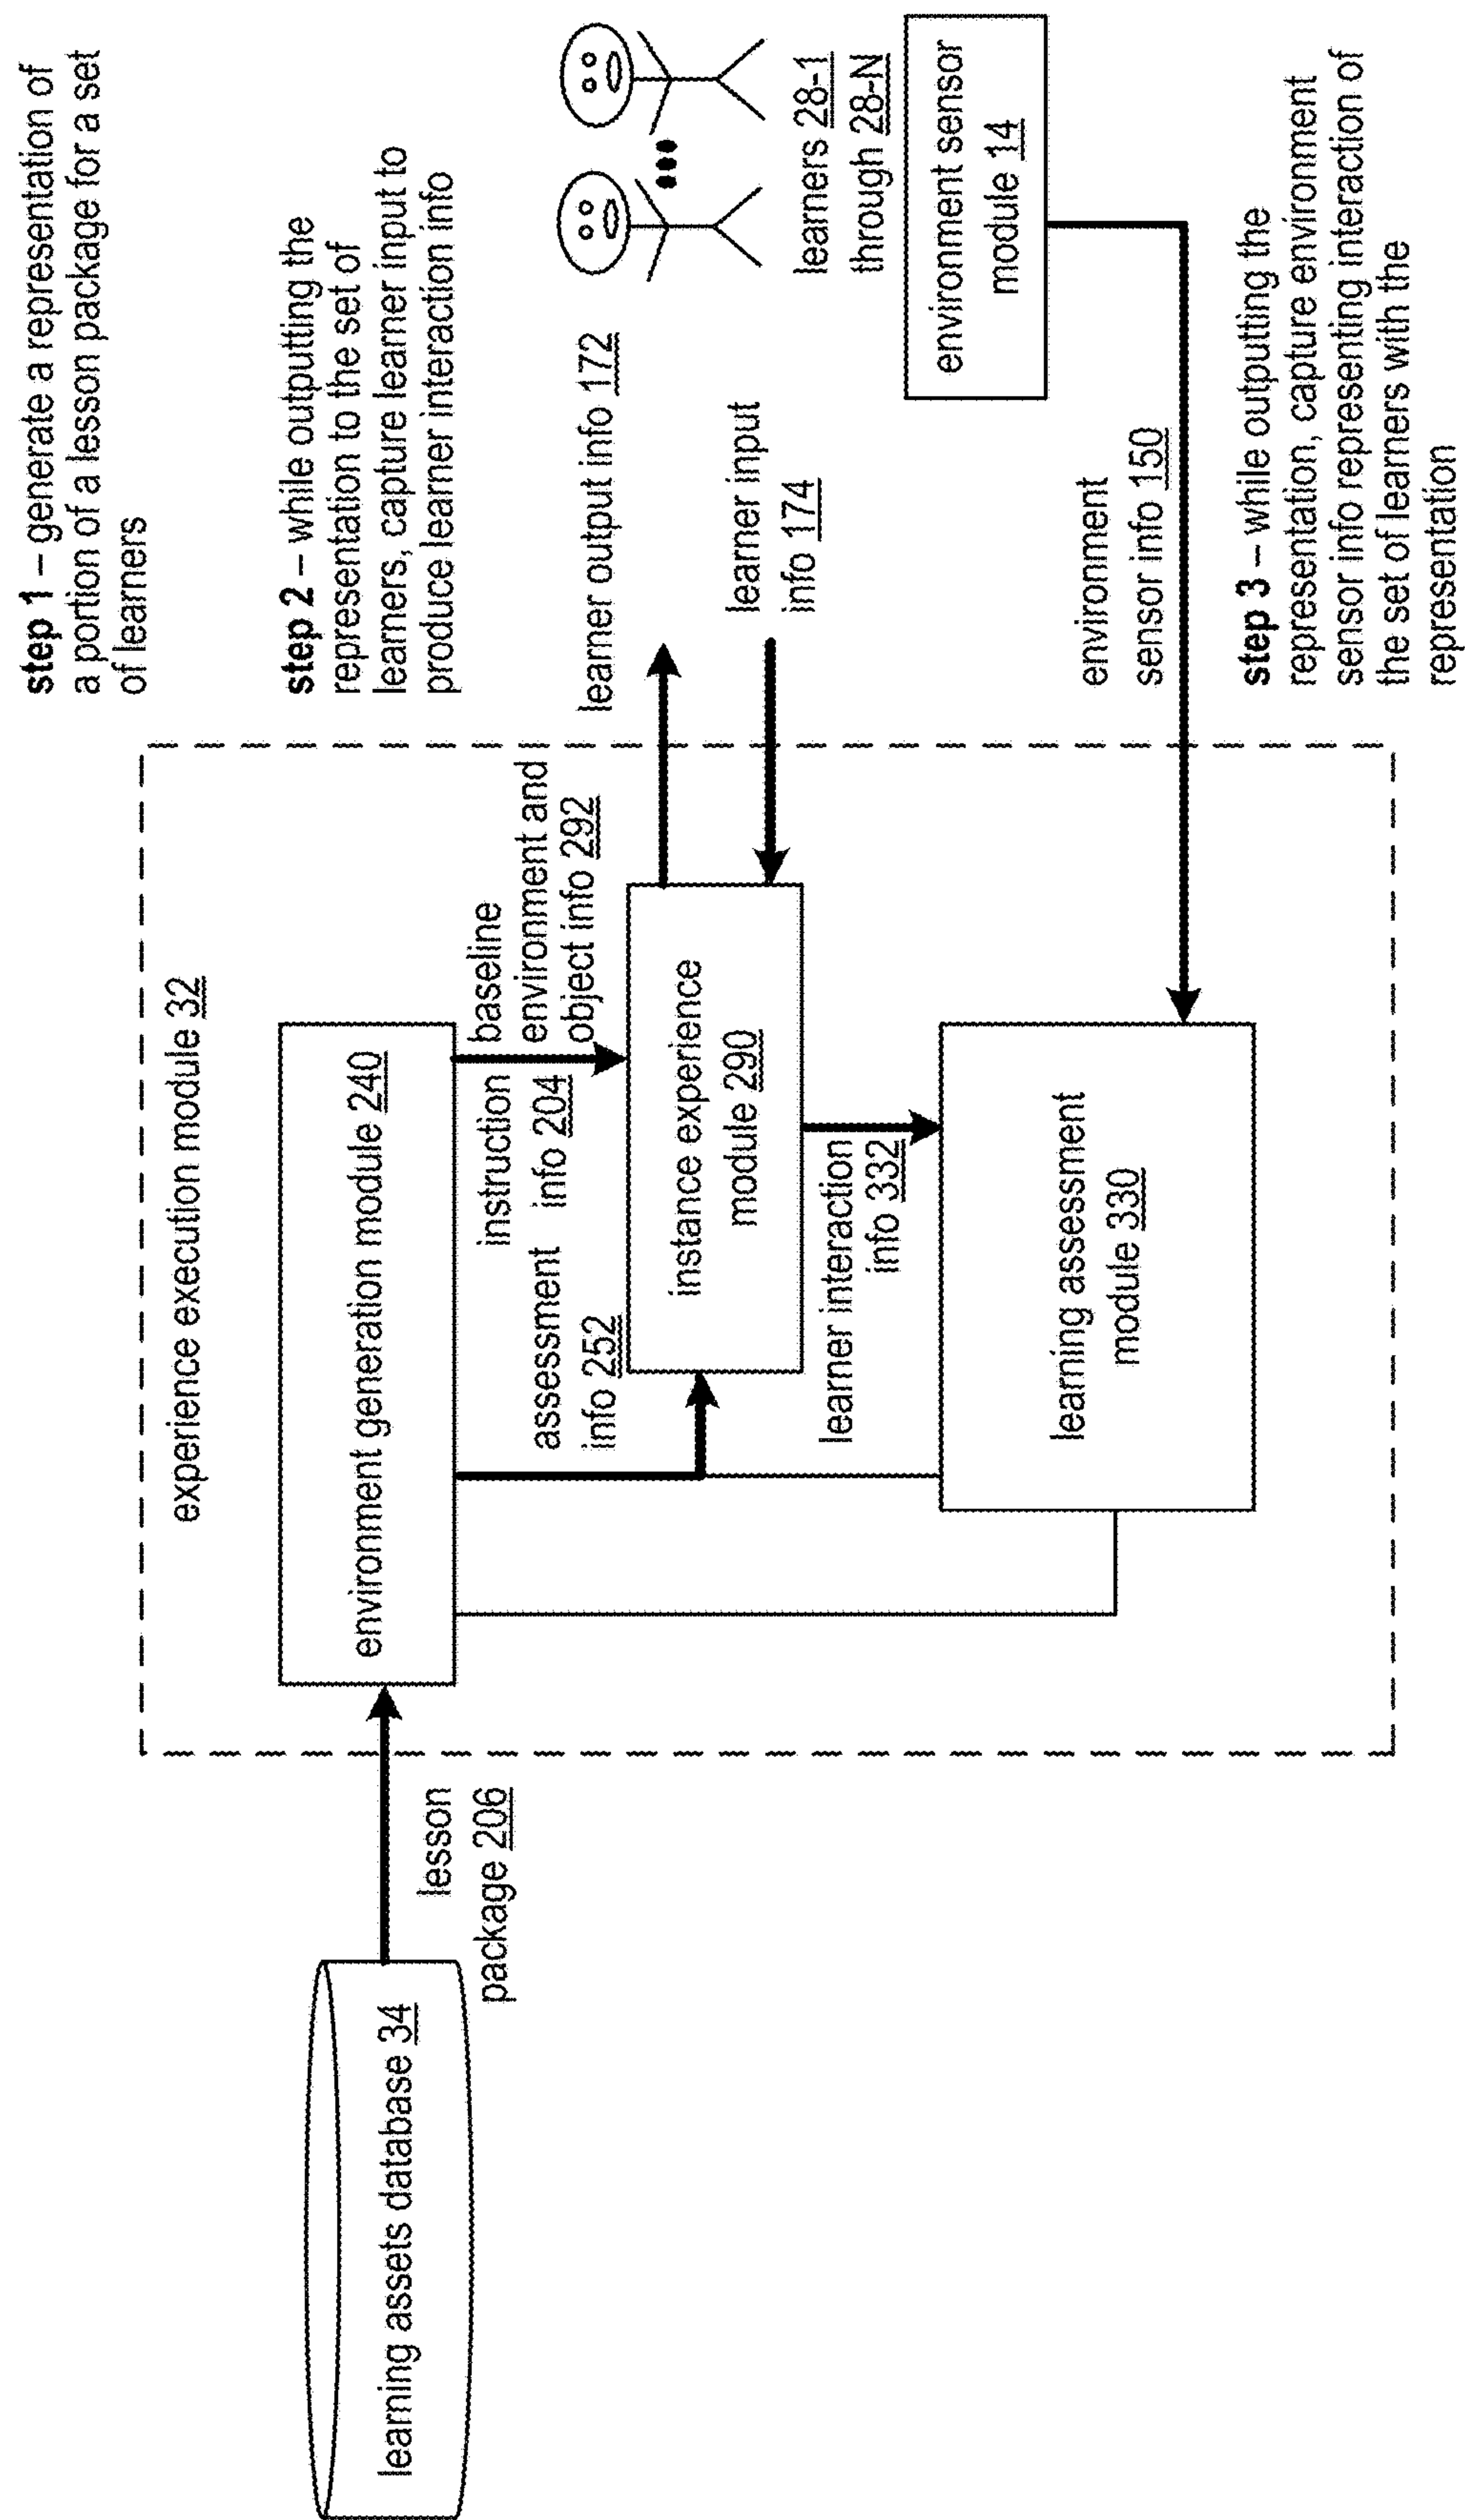 step 1 – generate a representation of
a portion of a lesson package for a set
of learners
step 2 – while outputting the
representation to the set of
learners, capture learner input to
produce learner interaction info
experience execution module 32
learning assets database 34
lesson
package 206
environment generation module 240
baseline
environment and
object info 292
instruction
info 204
assessment
info 252
instance experience
module 290
learner output info 172
learner input
info 174
learners 28-1
through 28-N
learner interaction
info 332
learning assessment
module 330
environment sensor
module 14
environment
sensor info 150
step 3 – while outputting the
representation, capture environment
sensor info representing interaction of
the set of learners with the
representation